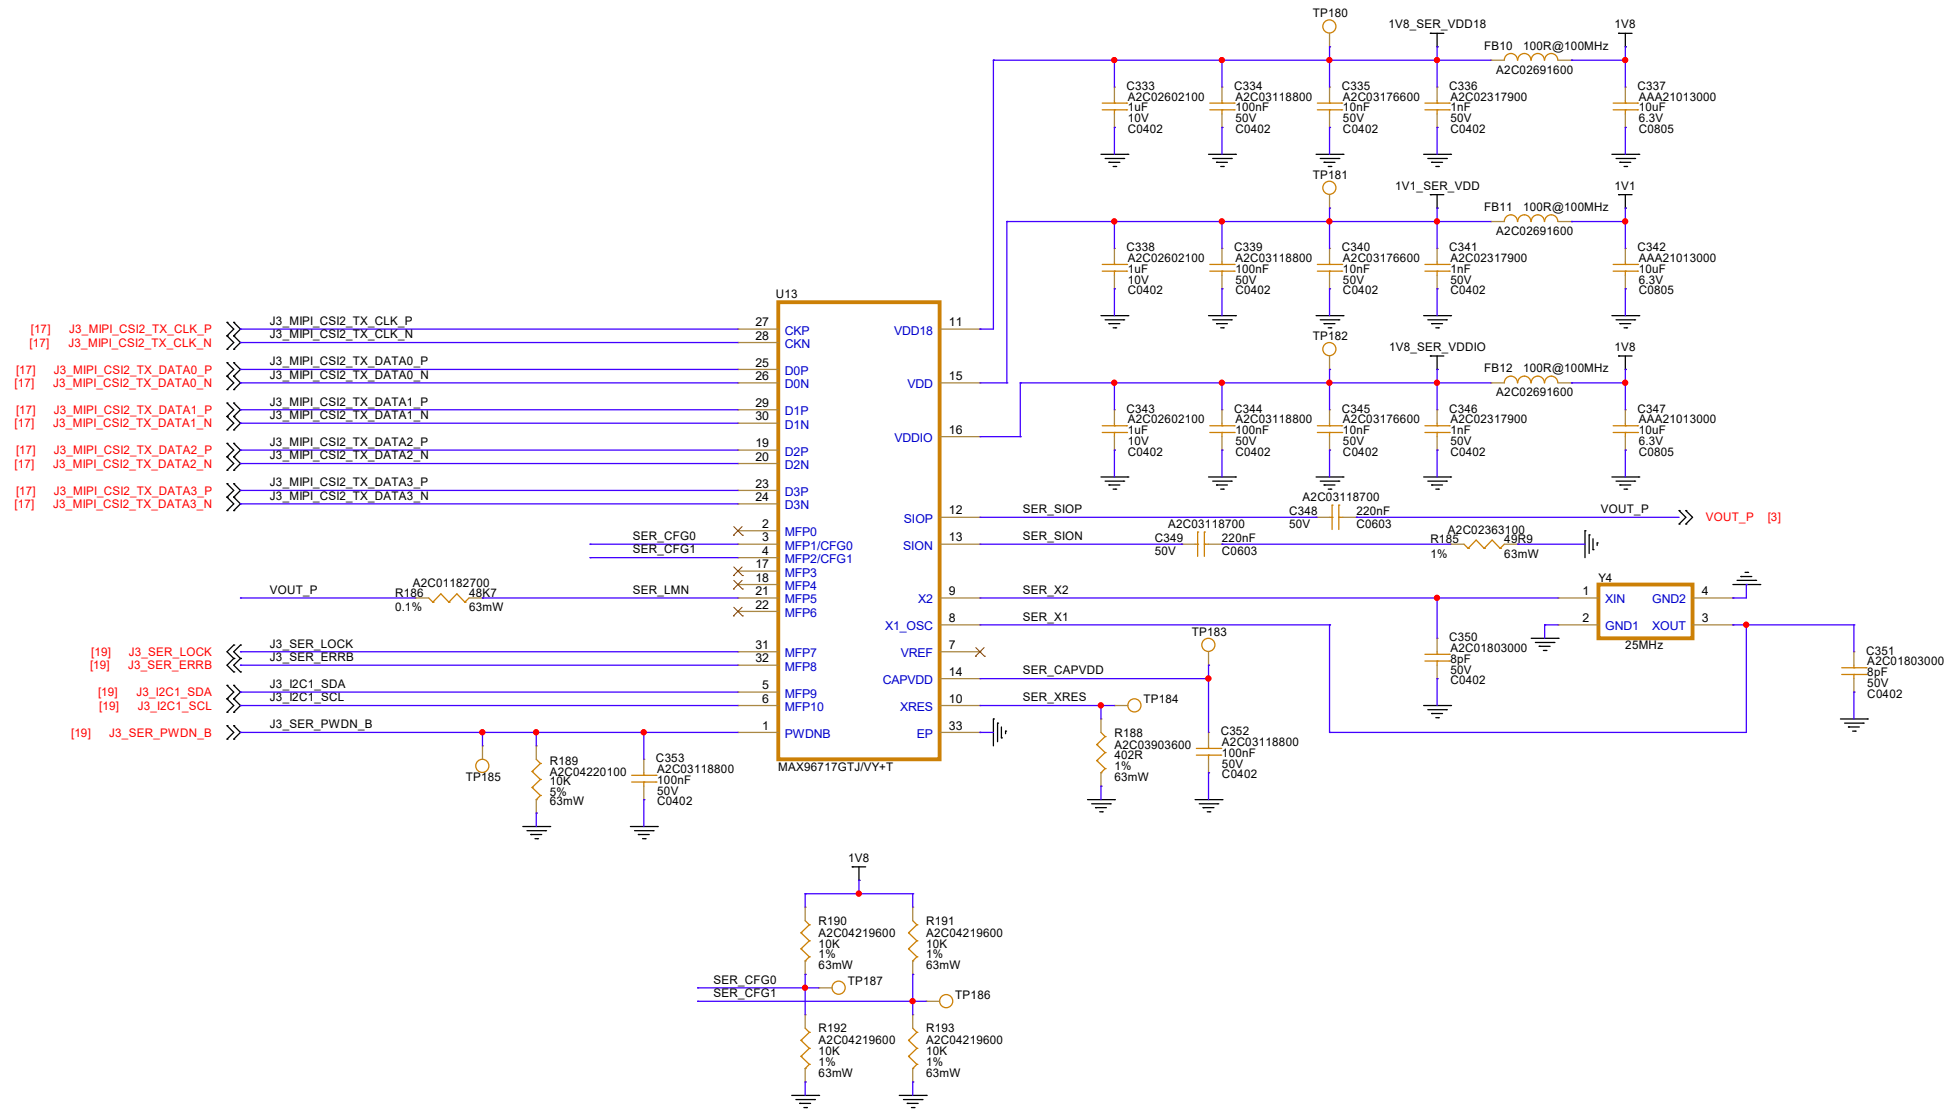 TP180
1V8_SER_VDD18
1V8
FB10 100R@100MHz
A2C02691600
C333
A2C02602100
1uF
10V
C0402
C334
A2C03118800
100nF
50V
C0402
C335
A2C03176600
10nF
50V
C0402
C336
A2C02317900
1nF
50V
C0402
C337
AAA21013000
10uF
6.3V
C0805
TP181
1V1_SER_VDD
1V1
FB11 100R@100MHz
A2C02691600
C338
A2C02602100
1uF
10V
C0402
C339
A2C03118800
100nF
50V
C0402
C340
A2C03176600
10nF
50V
C0402
C341
A2C02317900
1nF
50V
C0402
C342
AAA21013000
10uF
6.3V
C0805
TP182
1V8_SER_VDDIO
1V8
FB12 100R@100MHz
A2C02691600
C343
A2C02602100
1uF
10V
C0402
C344
A2C03118800
100nF
50V
C0402
C345
A2C03176600
10nF
50V
C0402
C346
A2C02317900
1nF
50V
C0402
C347
AAA21013000
10uF
6.3V
C0805
U13
[17] J3_MIPI_CSI2_TX_CLK_P J3_MIPI_CSI2_TX_CLK_P 27 CKP
[17] J3_MIPI_CSI2_TX_CLK_N J3_MIPI_CSI2_TX_CLK_N 28 CKN
[17] J3_MIPI_CSI2_TX_DATA0_P J3_MIPI_CSI2_TX_DATA0_P 25 D0P
[17] J3_MIPI_CSI2_TX_DATA0_N J3_MIPI_CSI2_TX_DATA0_N 26 D0N
[17] J3_MIPI_CSI2_TX_DATA1_P J3_MIPI_CSI2_TX_DATA1_P 29 D1P
[17] J3_MIPI_CSI2_TX_DATA1_N J3_MIPI_CSI2_TX_DATA1_N 30 D1N
[17] J3_MIPI_CSI2_TX_DATA2_P J3_MIPI_CSI2_TX_DATA2_P 19 D2P
[17] J3_MIPI_CSI2_TX_DATA2_N J3_MIPI_CSI2_TX_DATA2_N 20 D2N
[17] J3_MIPI_CSI2_TX_DATA3_P J3_MIPI_CSI2_TX_DATA3_P 23 D3P
[17] J3_MIPI_CSI2_TX_DATA3_N J3_MIPI_CSI2_TX_DATA3_N 24 D3N
2 MFP0
SER_CFG0 3 MFP1/CFG0
SER_CFG1 4 MFP2/CFG1
17 MFP3
18 MFP4
VOUT_P
A2C01182700
R186 48K7
0.1% 63mW
SER_LMN 21 MFP5
22 MFP6
[19] J3_SER_LOCK J3_SER_LOCK 31 MFP7
[19] J3_SER_ERRB J3_SER_ERRB 32 MFP8
[19] J3_I2C1_SDA J3_I2C1_SDA 5 MFP9
[19] J3_I2C1_SCL J3_I2C1_SCL 6 MFP10
[19] J3_SER_PWDN_B J3_SER_PWDN_B 1 PWDNB
VDD18 11
VDD 15
VDDIO 16
SIOP 12 SER_SIOP
SION 13 SER_SION
X2 9 SER_X2
X1_OSC 8 SER_X1
VREF 7
CAPVDD 14 SER_CAPVDD
XRES 10 SER_XRES
EP 33
MAX96717GTJ/VY+T
A2C03118700
C348 220nF
50V C0603
VOUT_P VOUT_P [3]
A2C03118700
C349 220nF
50V C0603
A2C02363100
R185 49R9
1% 63mW
Y4
1 XIN GND2 4
2 GND1 XOUT 3
25MHz
C350
A2C01803000
8pF
50V
C0402
C351
A2C01803000
8pF
50V
C0402
TP183
TP184
R188
A2C03903600
402R
1%
63mW
C352
A2C03118800
100nF
50V
C0402
TP185
R189
A2C04220100
10K
5%
63mW
C353
A2C03118800
100nF
50V
C0402
1V8
R190
A2C04219600
10K
1%
63mW
R191
A2C04219600
10K
1%
63mW
SER_CFG0 TP187
SER_CFG1 TP186
R192
A2C04219600
10K
1%
63mW
R193
A2C04219600
10K
1%
63mW